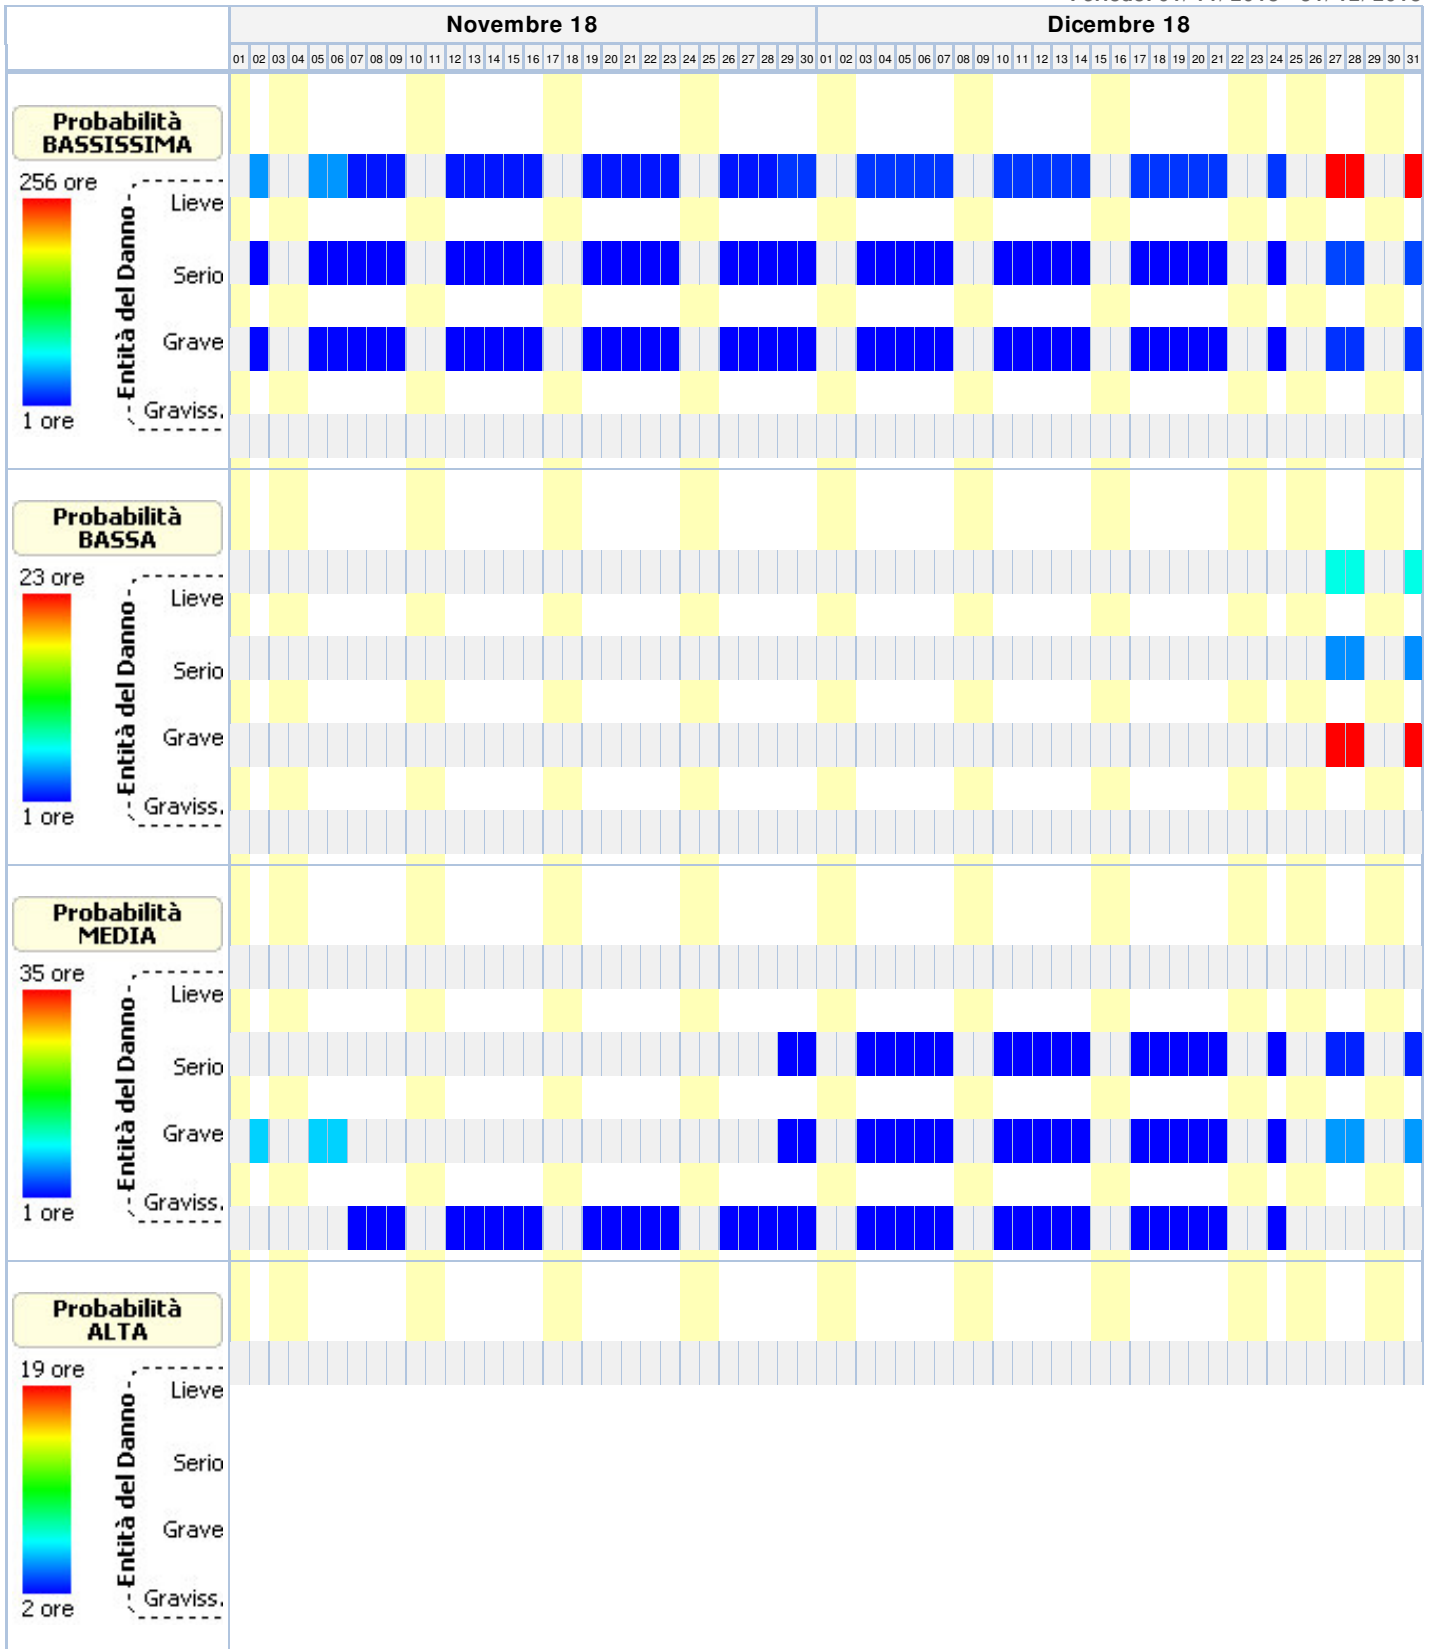 Novembre 18 Dicembre 18
01 02 03 04 05 06 07 08 09 10 11 12 13 14 15 16 17 18 19 20 21 22 23 24 25 26 27 28 29 30 01 02 03 04 05 06 07 08 09 10 11 12 13 14 15 16 17 18 19 20 21 22 23 24 25 26 27 28 29 30 31
Probabilità
BASSISSIMA
256 ore
Entità del Danno
Lieve
Serio
Grave
Graviss.
1 ore
Probabilità
BASSA
23 ore
Entità del Danno
Lieve
Serio
Grave
Graviss.
1 ore
Probabilità
MEDIA
35 ore
Entità del Danno
Lieve
Serio
Grave
Graviss.
1 ore
Probabilità
ALTA
19 ore
Entità del Danno
Lieve
Serio
Grave
Graviss.
2 ore